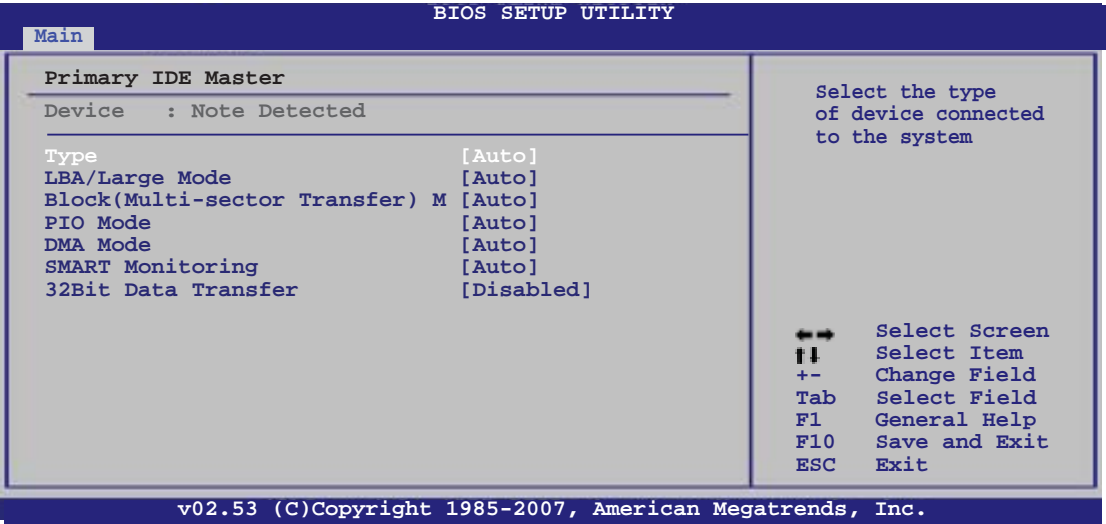 BIOS SETUP UTILITY
Main
Primary IDE Master
Device : Note Detected
Type [Auto]
LBA/Large Mode [Auto]
Block(Multi-sector Transfer) M [Auto]
PIO Mode [Auto]
DMA Mode [Auto]
SMART Monitoring [Auto]
32Bit Data Transfer [Disabled]
Select the type
of device connected
to the system
←→ Select Screen
↑↓ Select Item
+- Change Field
Tab Select Field
F1 General Help
F10 Save and Exit
ESC Exit
v02.53 (C)Copyright 1985-2007, American Megatrends, Inc.